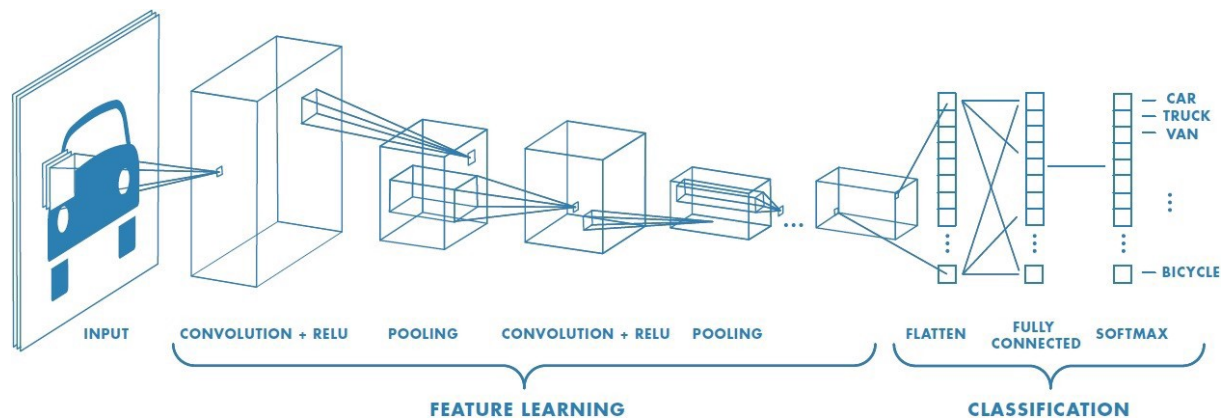 CAR
TRUCK
VAN
BICYCLE
INPUT
CONVOLUTION + RELU
POOLING
CONVOLUTION + RELU
POOLING
FLATTEN
FULLY
CONNECTED
SOFTMAX
FEATURE LEARNING
CLASSIFICATION